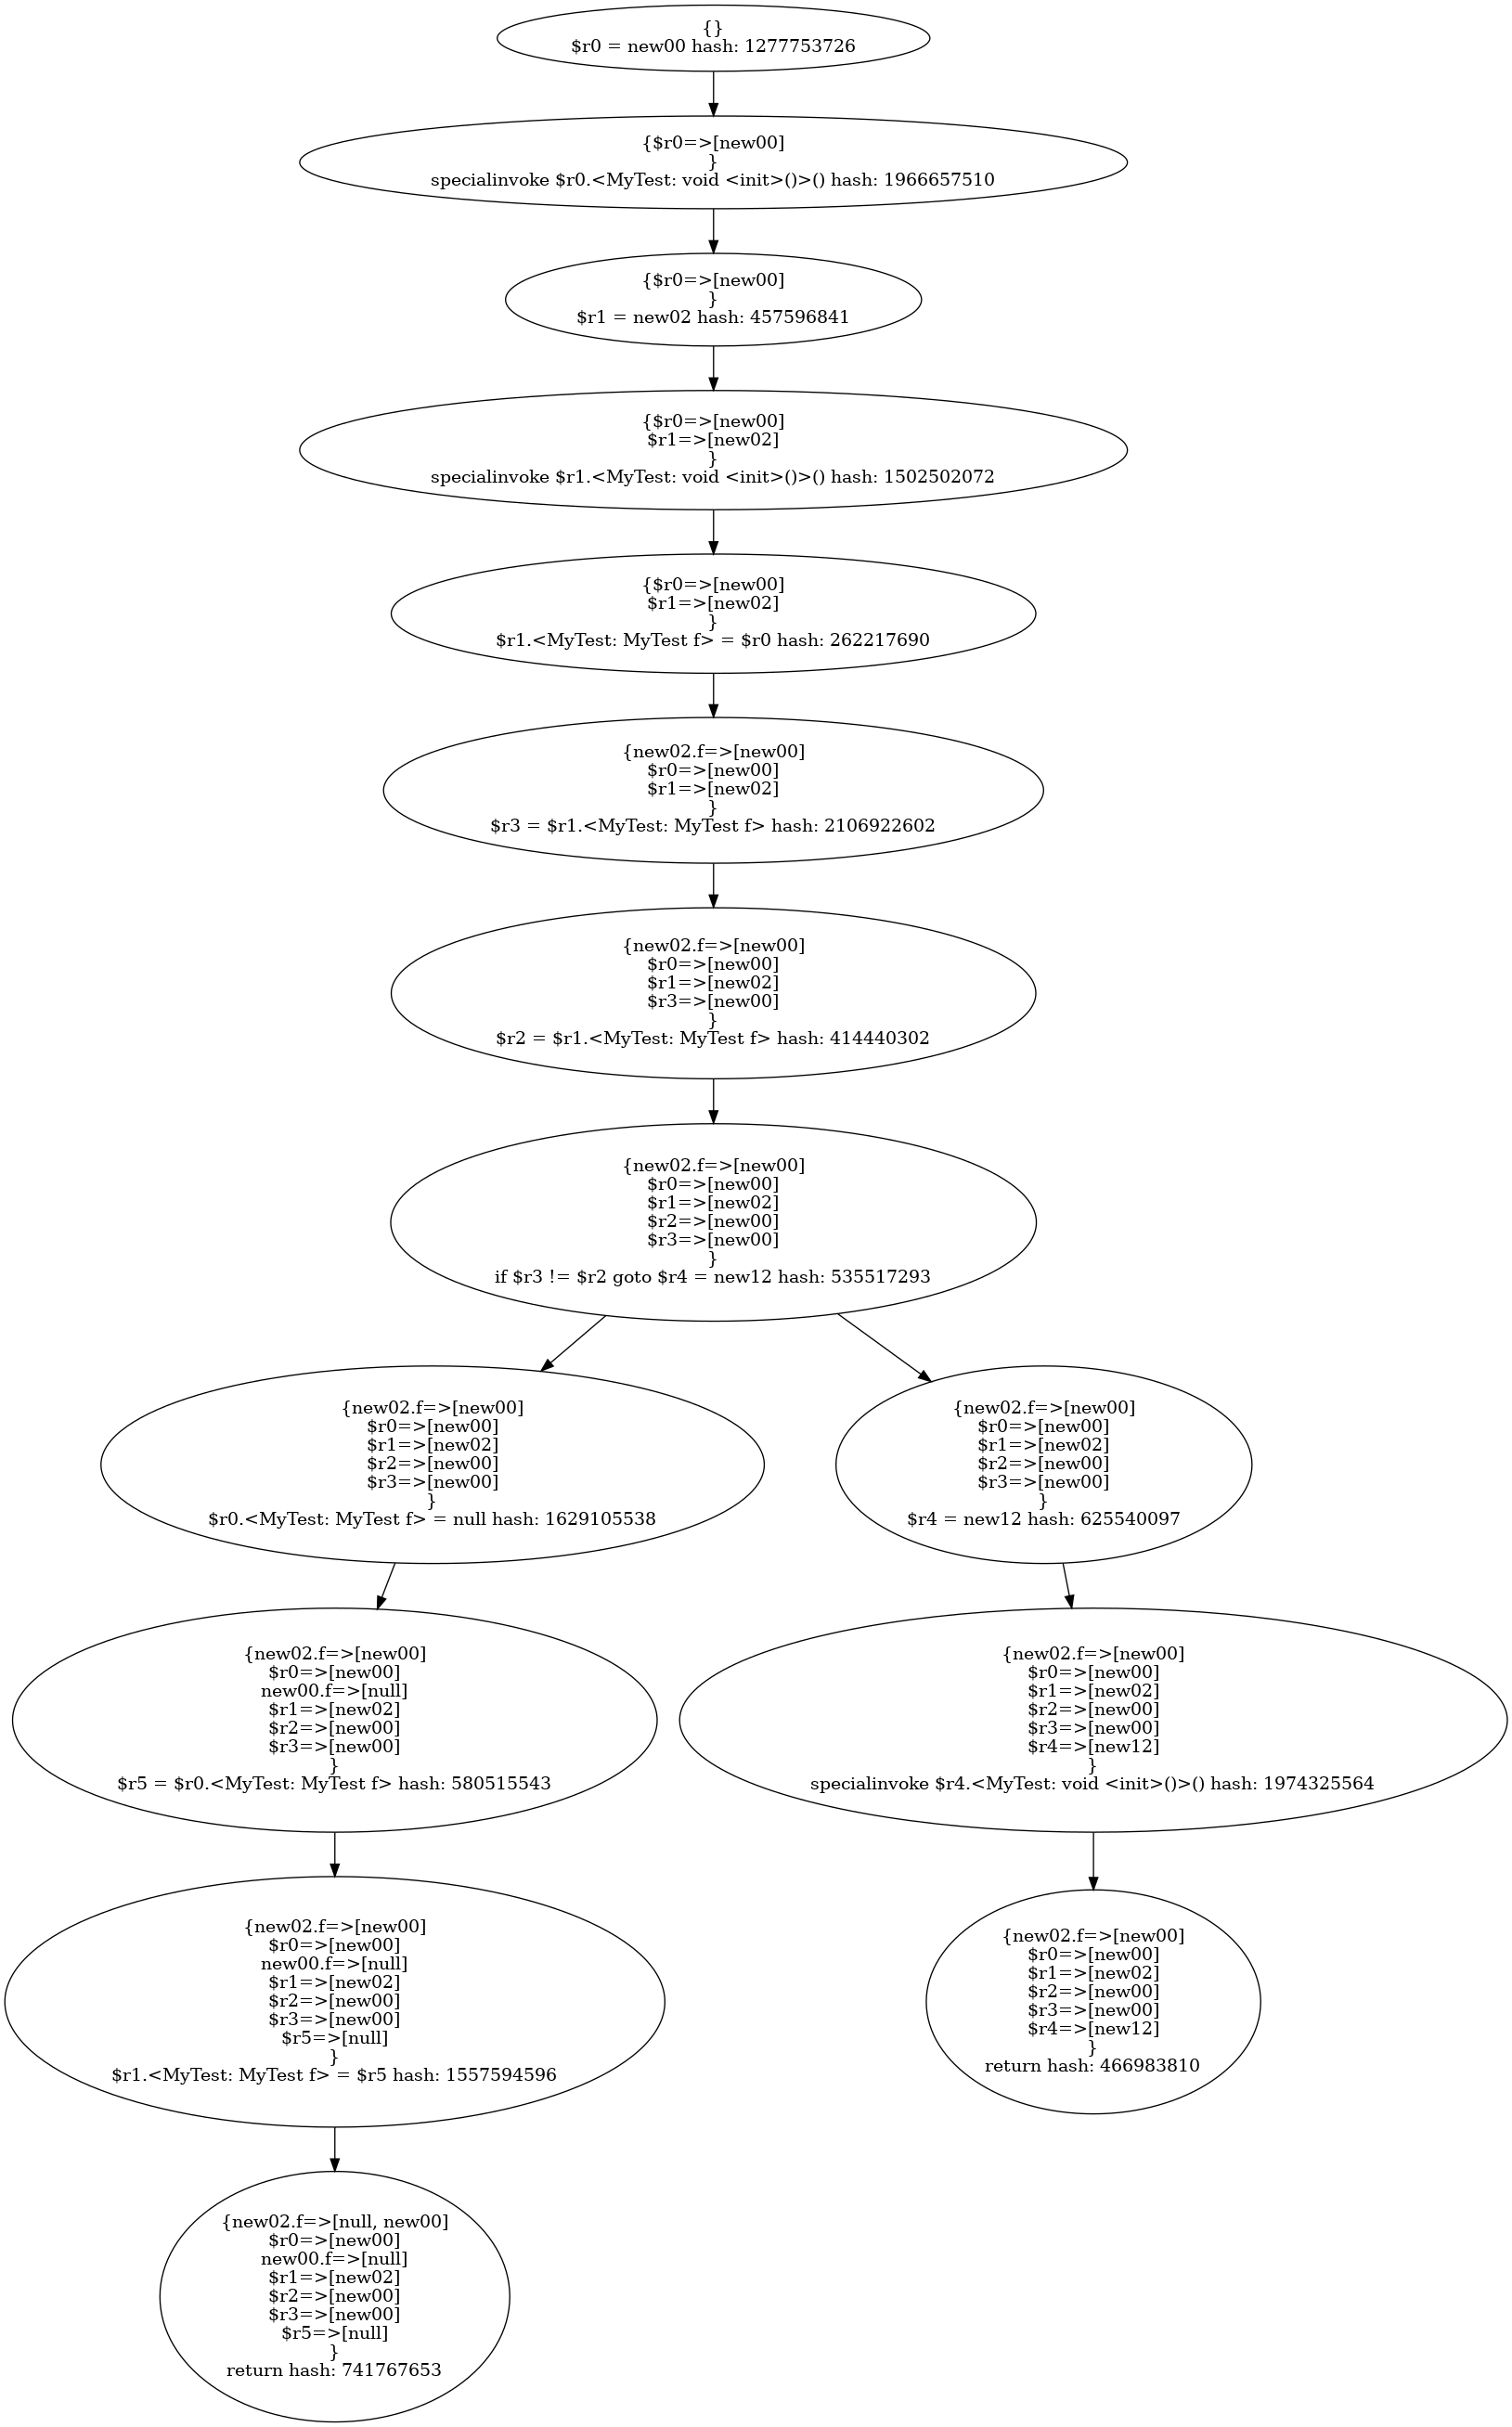 {}
$r0 = new00 hash: 1277753726
{$r0=>[new00]
}
specialinvoke $r0.<MyTest: void <init>()>() hash: 1966657510
{$r0=>[new00]
}
$r1 = new02 hash: 457596841
{$r0=>[new00]
$r1=>[new02]
}
specialinvoke $r1.<MyTest: void <init>()>() hash: 1502502072
{$r0=>[new00]
$r1=>[new02]
}
$r1.<MyTest: MyTest f> = $r0 hash: 262217690
{new02.f=>[new00]
$r0=>[new00]
$r1=>[new02]
}
$r3 = $r1.<MyTest: MyTest f> hash: 2106922602
{new02.f=>[new00]
$r0=>[new00]
$r1=>[new02]
$r3=>[new00]
}
$r2 = $r1.<MyTest: MyTest f> hash: 414440302
{new02.f=>[new00]
$r0=>[new00]
$r1=>[new02]
$r2=>[new00]
$r3=>[new00]
}
if $r3 != $r2 goto $r4 = new12 hash: 535517293
{new02.f=>[new00]
$r0=>[new00]
$r1=>[new02]
$r2=>[new00]
$r3=>[new00]
}
$r0.<MyTest: MyTest f> = null hash: 1629105538
{new02.f=>[new00]
$r0=>[new00]
$r1=>[new02]
$r2=>[new00]
$r3=>[new00]
}
$r4 = new12 hash: 625540097
{new02.f=>[new00]
$r0=>[new00]
new00.f=>[null]
$r1=>[new02]
$r2=>[new00]
$r3=>[new00]
}
$r5 = $r0.<MyTest: MyTest f> hash: 580515543
{new02.f=>[new00]
$r0=>[new00]
$r1=>[new02]
$r2=>[new00]
$r3=>[new00]
$r4=>[new12]
}
specialinvoke $r4.<MyTest: void <init>()>() hash: 1974325564
{new02.f=>[new00]
$r0=>[new00]
new00.f=>[null]
$r1=>[new02]
$r2=>[new00]
$r3=>[new00]
$r5=>[null]
}
$r1.<MyTest: MyTest f> = $r5 hash: 1557594596
{new02.f=>[new00]
$r0=>[new00]
$r1=>[new02]
$r2=>[new00]
$r3=>[new00]
$r4=>[new12]
}
return hash: 466983810
{new02.f=>[null, new00]
$r0=>[new00]
new00.f=>[null]
$r1=>[new02]
$r2=>[new00]
$r3=>[new00]
$r5=>[null]
}
return hash: 741767653